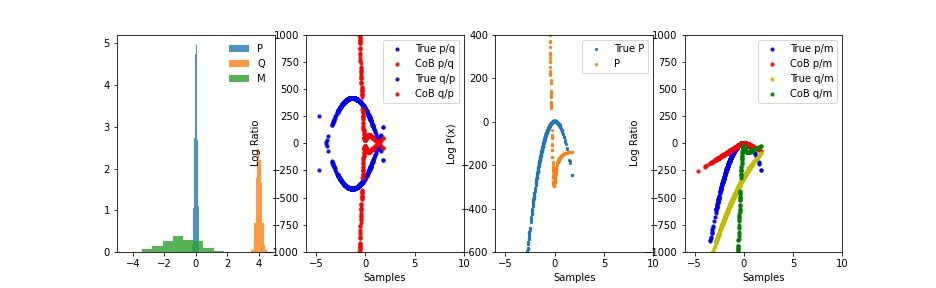 P
Q
M
5
4
3
2
1
0
−4
−2
0
2
4
Log Ratio
1000
750
500
250
0
−250
−500
−750
−1000
True p/q
CoB p/q
True q/p
CoB q/p
−5
0
5
10
Samples
Log P(x)
400
200
0
−200
−400
−600
True P
P
−5
0
5
10
Samples
Log Ratio
1000
750
500
250
0
−250
−500
−750
−1000
True p/m
CoB p/m
True q/m
CoB q/m
−5
0
5
10
Samples